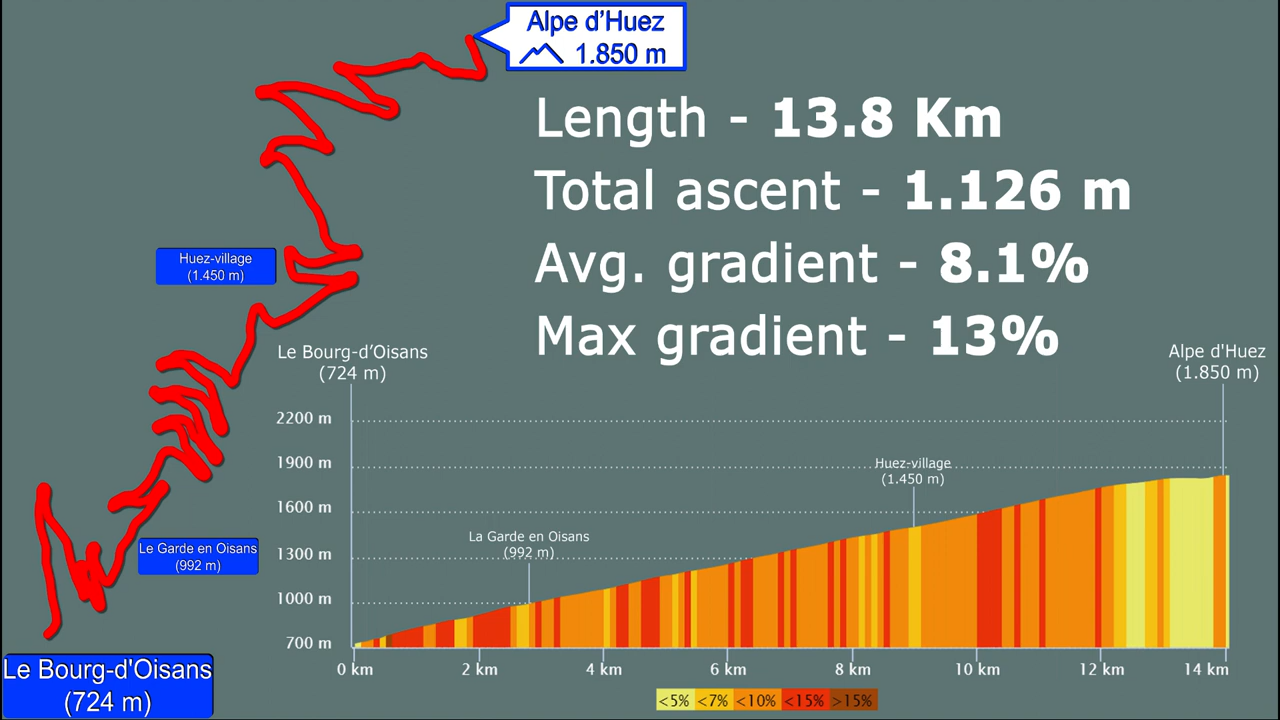 Alpe d’Huez
1.850 m
Length - 13.8 Km
Total ascent - 1.126 m
Avg. gradient - 8.1%
Max gradient - 13%
Huez-village
(1.450 m)
Le Garde en Oisans
(992 m)
Le Bourg-d'Oisans
(724 m)
Le Bourg-d’Oisans
(724 m)
Alpe d'Huez
(1.850 m)
2200 m
1900 m
1600 m
1300 m
1000 m
700 m
La Garde en Oisans
(992 m)
Huez-village
(1.450 m)
0 km 2 km 4 km 6 km 8 km 10 km 12 km 14 km
<5% <7% <10% <15% >15%